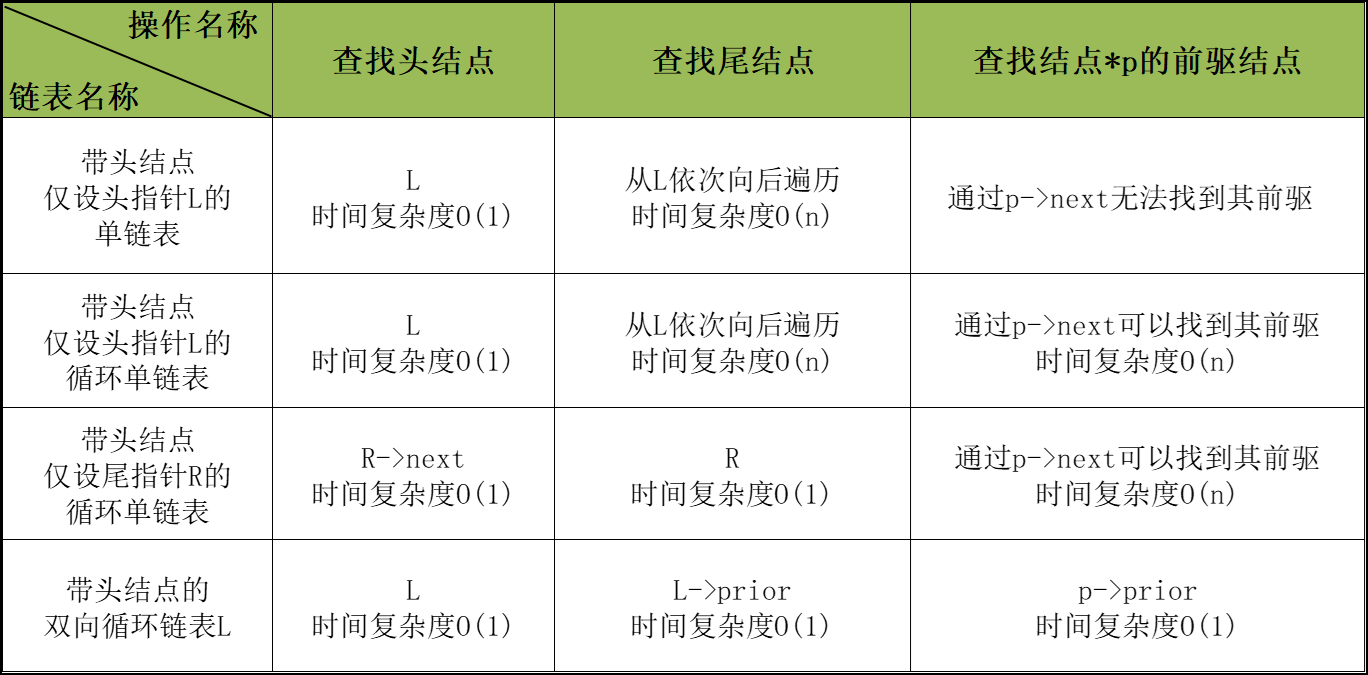 操作名称
链表名称
查找头结点
查找尾结点
查找结点*p的前驱结点
带头结点
仅设头指针L的
单链表
L
时间复杂度O(1)
从L依次向后遍历
时间复杂度O(n)
通过p->next无法找到其前驱
带头结点
仅设头指针L的
循环单链表
L
时间复杂度O(1)
从L依次向后遍历
时间复杂度O(n)
通过p->next可以找到其前驱
时间复杂度O(n)
带头结点
仅设尾指针R的
循环单链表
R->next
时间复杂度O(1)
R
时间复杂度O(1)
通过p->next可以找到其前驱
时间复杂度O(n)
带头结点的
双向循环链表L
L
时间复杂度O(1)
L->prior
时间复杂度O(1)
p->prior
时间复杂度O(1)